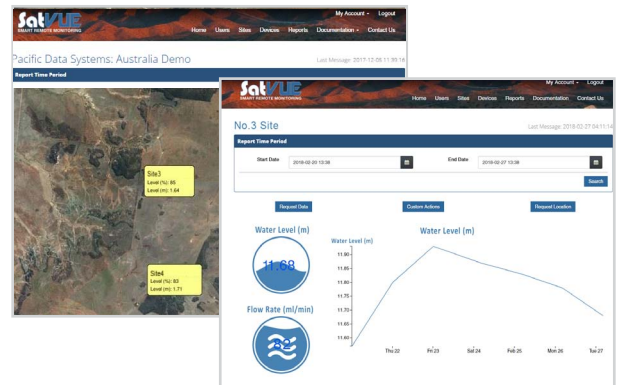 SatVUE
SMART REMOTE MONITORING
My Account Logout
Home Users Sites Devices Reports Documentation Contact Us
Pacific Data Systems: Australia Demo
Last Message: 2017-12-08 11:95:18
Report Time Period
Site3
Level (%): 85
Level (m): 1.64
Site4
Level (%): 93
Level (m): 1.71
SatVUE
SMART REMOTE MONITORING
My Account Logout
Home Users Sites Devices Reports Documentation Contact Us
No.3 Site
Last Message: 2018-02-27 04:11:14
Report Time Period
Start Date 2018-02-20 13:38 End Date 2018-02-27 13:38
Search
Request Data Custom Actions Request Location
Water Level (m)
11.68
Flow Rate (ml/min)
82
Water Level (m)
Water Level (m)
11.90
11.85
11.80
11.75
11.70
11.65
11.60
Thu 22 Fri 23 Sat 24 Feb 25 Mon 26 Tue 27